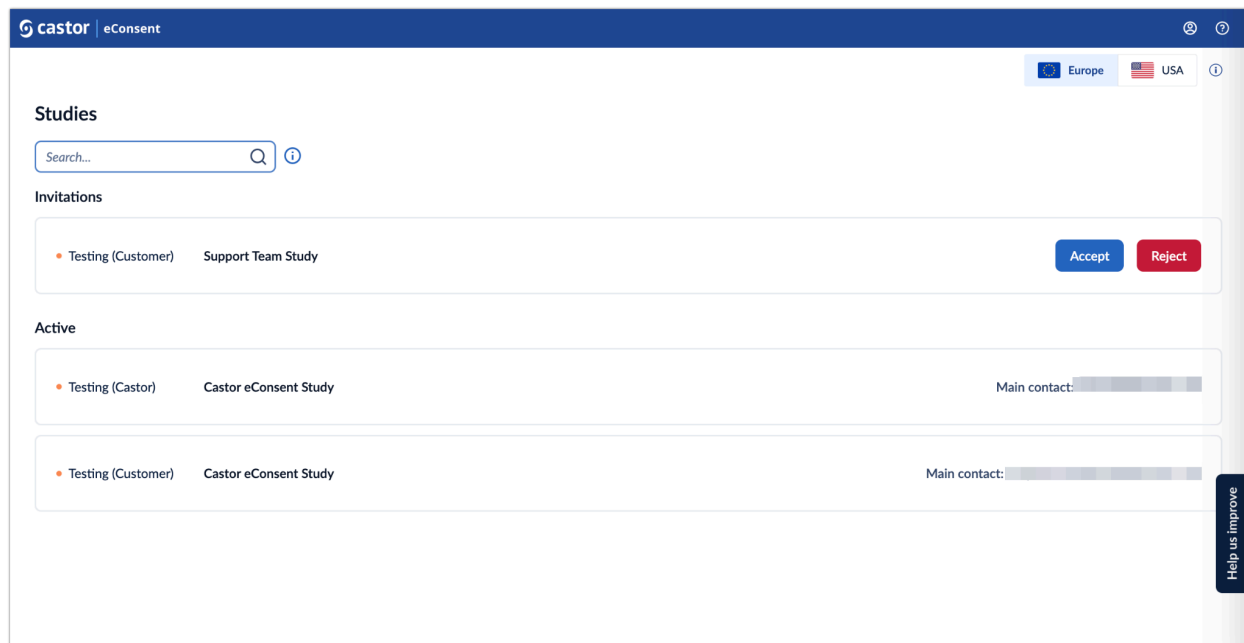 castor | eConsent
Europe USA
Studies
Search...
Invitations
Testing (Customer) Support Team Study Accept Reject
Active
Testing (Castor) Castor eConsent Study Main contact:
Testing (Customer) Castor eConsent Study Main contact:
Help us improve